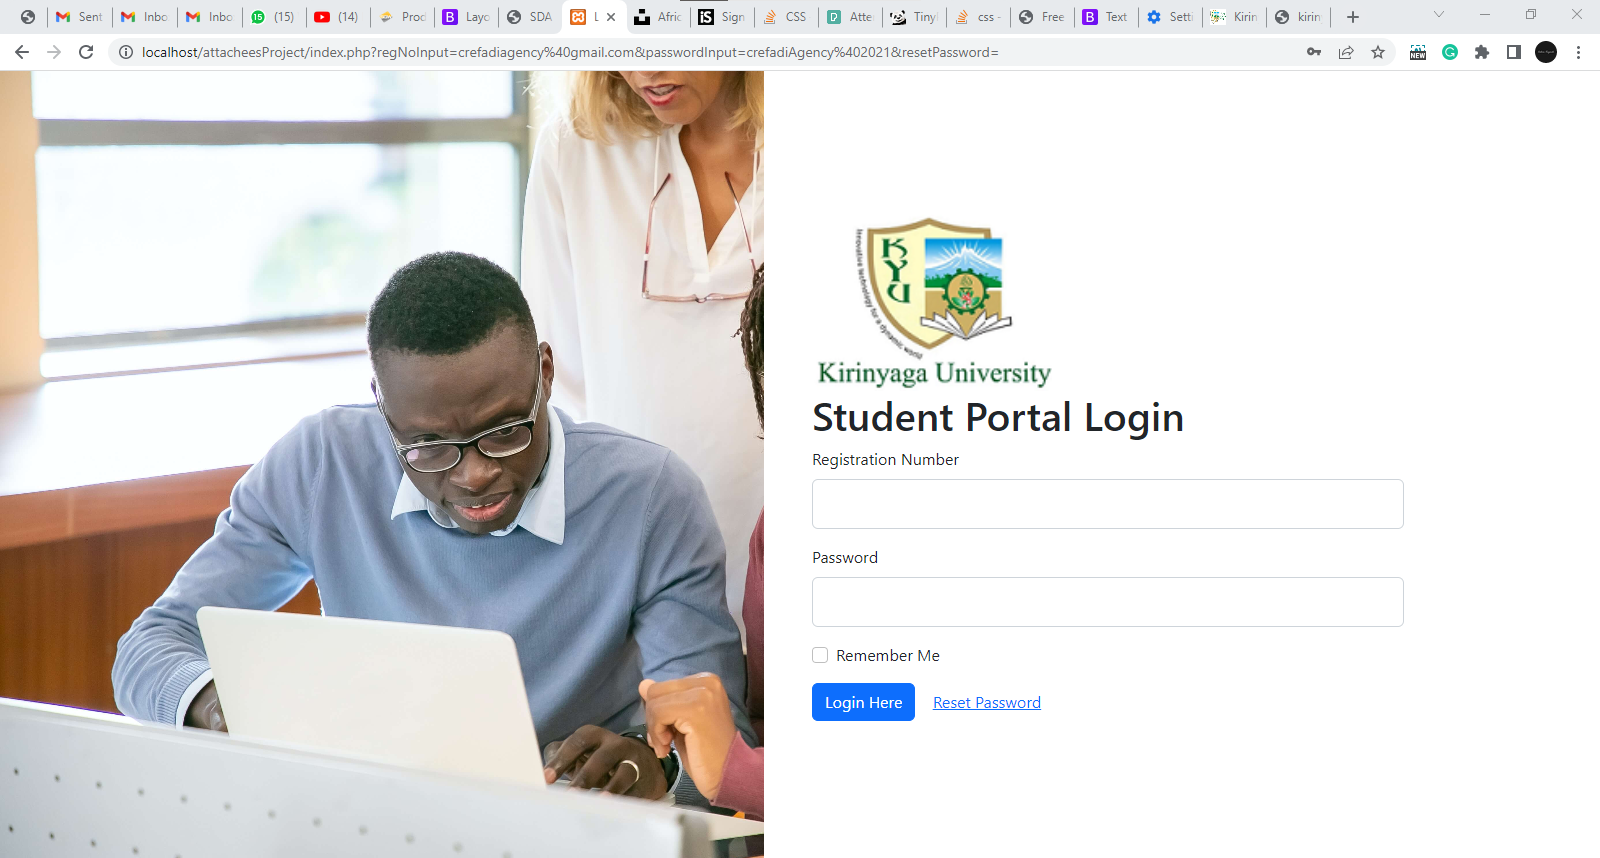 Sent
Inbo
Inbo
(15)
(14)
Prod
Layo
SDA
L
Afric
Sign
CSS
Atte
Tiny
css -
Free
Text
Setti
Kirin
kirin
localhost/attacheesProject/index.php?regNoInput=crefadiagency%40gmail.com&passwordInput=crefadiAgency%402021&resetPassword=
NEW
KYU
Innovative technology for a dynamic world
Kirinyaga University
Student Portal Login
Registration Number
Password
Remember Me
Login Here Reset Password